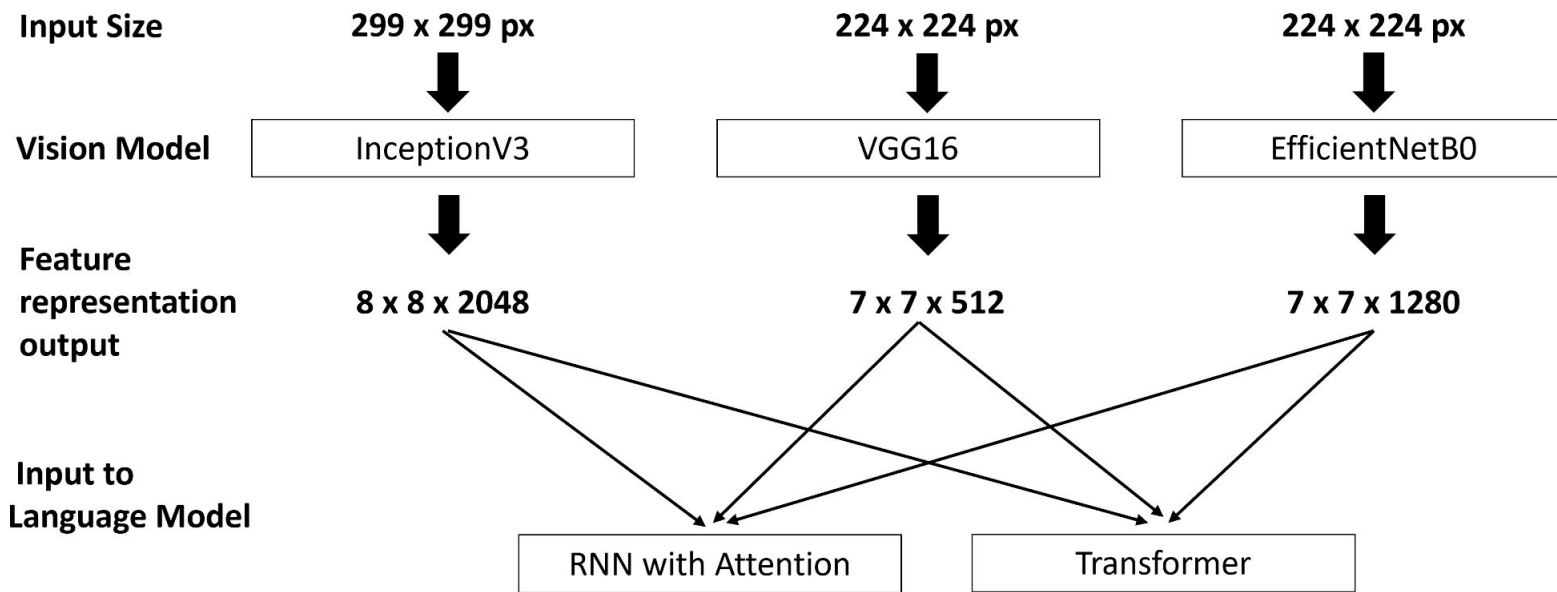 Input Size 299 x 299 px 224 x 224 px 224 x 224 px
Vision Model InceptionV3 VGG16 EfficientNetB0
Feature
representation
output
8 x 8 x 2048 7 x 7 x 512 7 x 7 x 1280
Input to
Language Model
RNN with Attention Transformer